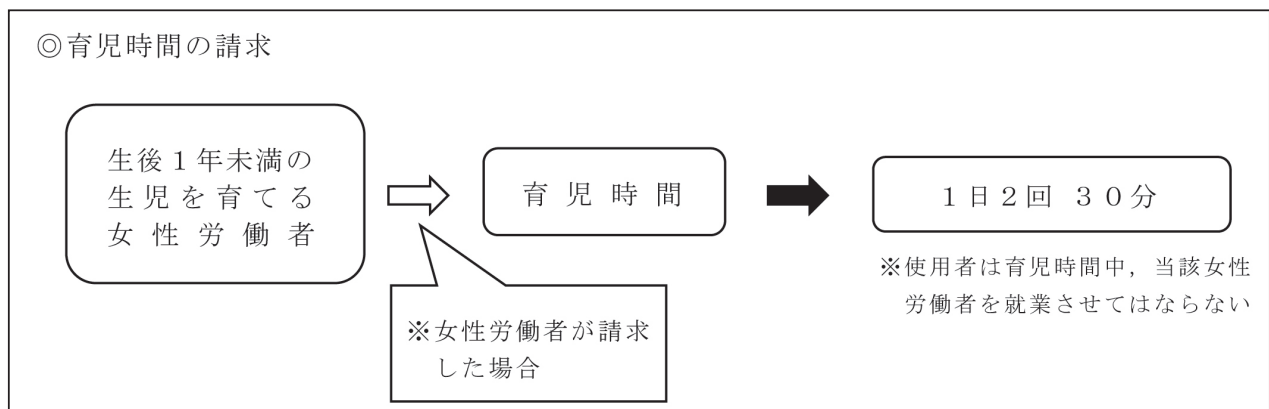 ◎育児時間の請求
生後１年未満の
生児を育てる
女性労働者
育児時間
１日２回 ３０分
※使用者は育児時間中，当該女性
労働者を就業させてはならない
※女性労働者が請求
した場合